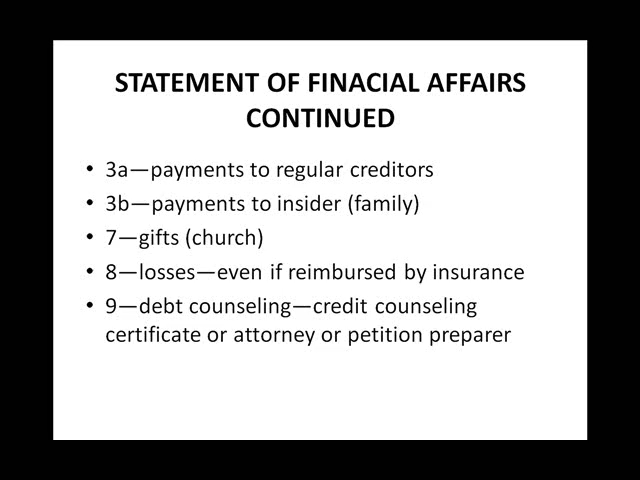 STATEMENT OF FINACIAL AFFAIRS
CONTINUED
• 3a—payments to regular creditors
• 3b—payments to insider (family)
• 7—gifts (church)
• 8—losses—even if reimbursed by insurance
• 9—debt counseling—credit counseling
certificate or attorney or petition preparer